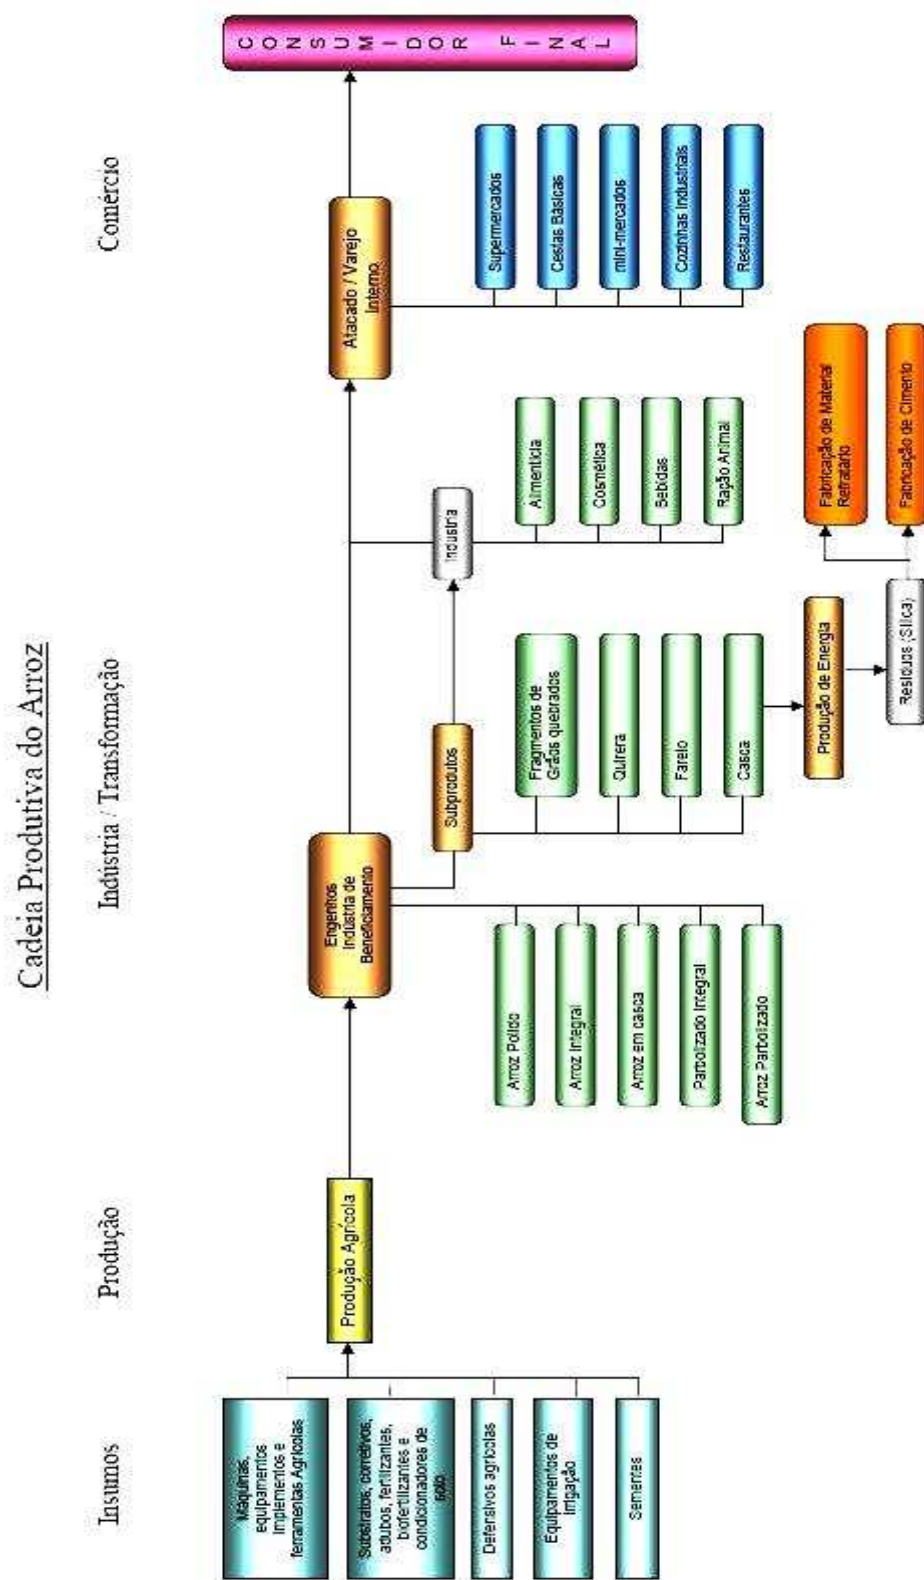 Cadeia Produtiva do Arroz
Insumos
Produção
Indústria / Transformação
Comércio
Máquinas,
equipamentos
implementos e
ferramentas Agrícolas
Substratos, corretivos,
adubos, fertilizantes,
biofertilizantes e
condicionadores de
solo.
Defensivos agrícolas
Equipamentos de
irrigação
Sementes
Produção Agrícola
Engenhos
Indústria de
Beneficiamento
Arroz Polido
Arroz Integral
Arroz em casca
Parbolizado Integral
Arroz Parbolizado
Subprodutos
Fragmentos de
Grãos quebrados
Quirera
Farelo
Casca
Produção de Energia
Resíduos (Sílica)
Fabricação de Material
Refratário
Fabricação de Cimento
Industria
Alimentícia
Cosmética
Bebidas
Ração Animal
Atacado / Varejo
Interno
Supermercados
Cestas Básicas
mini-mercados
Cozinhas Industriais
Restaurantes
CONSUMIDOR FINAL